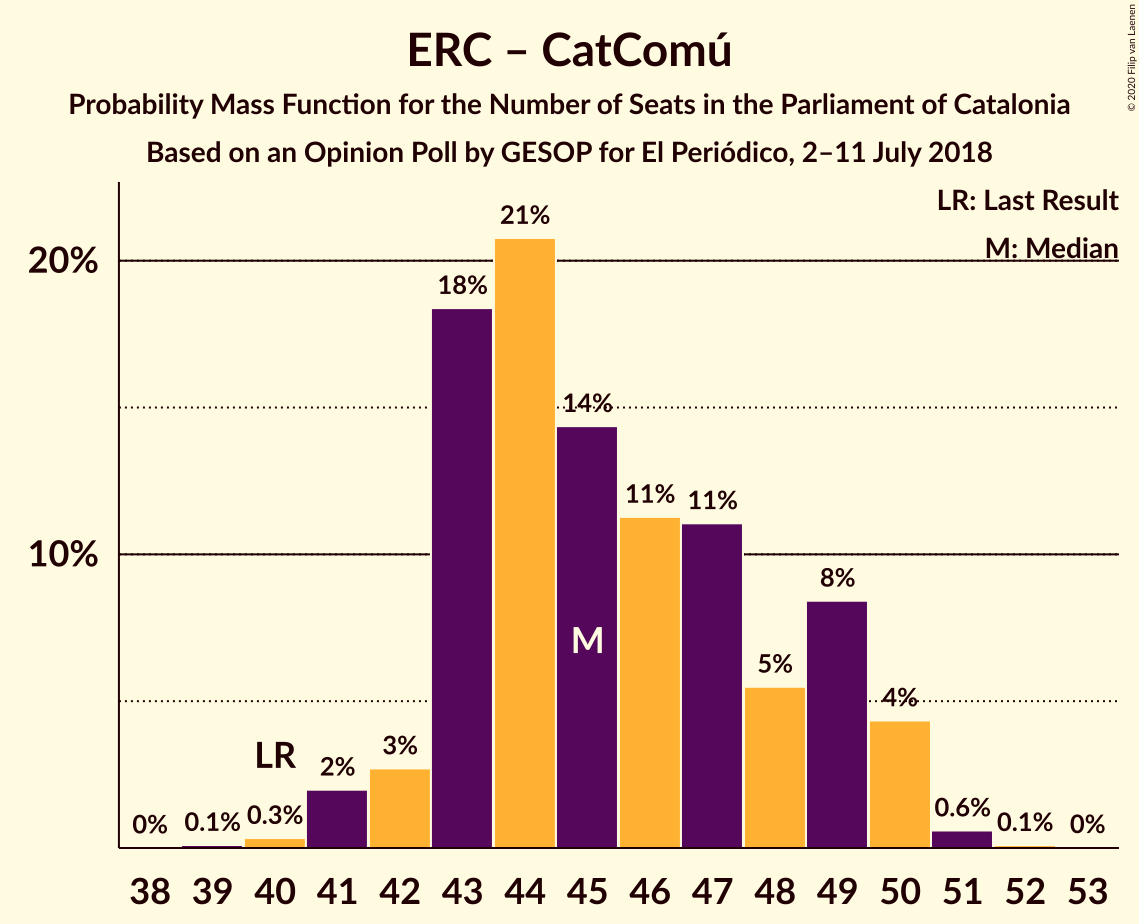 ERC – CatComú
Probability Mass Function for the Number of Seats in the Parliament of Catalonia
Based on an Opinion Poll by GESOP for El Periódico, 2–11 July 2018
© 2020 Filip van Laenen
LR: Last Result
M: Median
20%
10%
0%
0.1%
0.3%
LR
2%
3%
18%
21%
14%
M
11%
11%
5%
8%
4%
0.6%
0.1%
0%
38 39 40 41 42 43 44 45 46 47 48 49 50 51 52 53